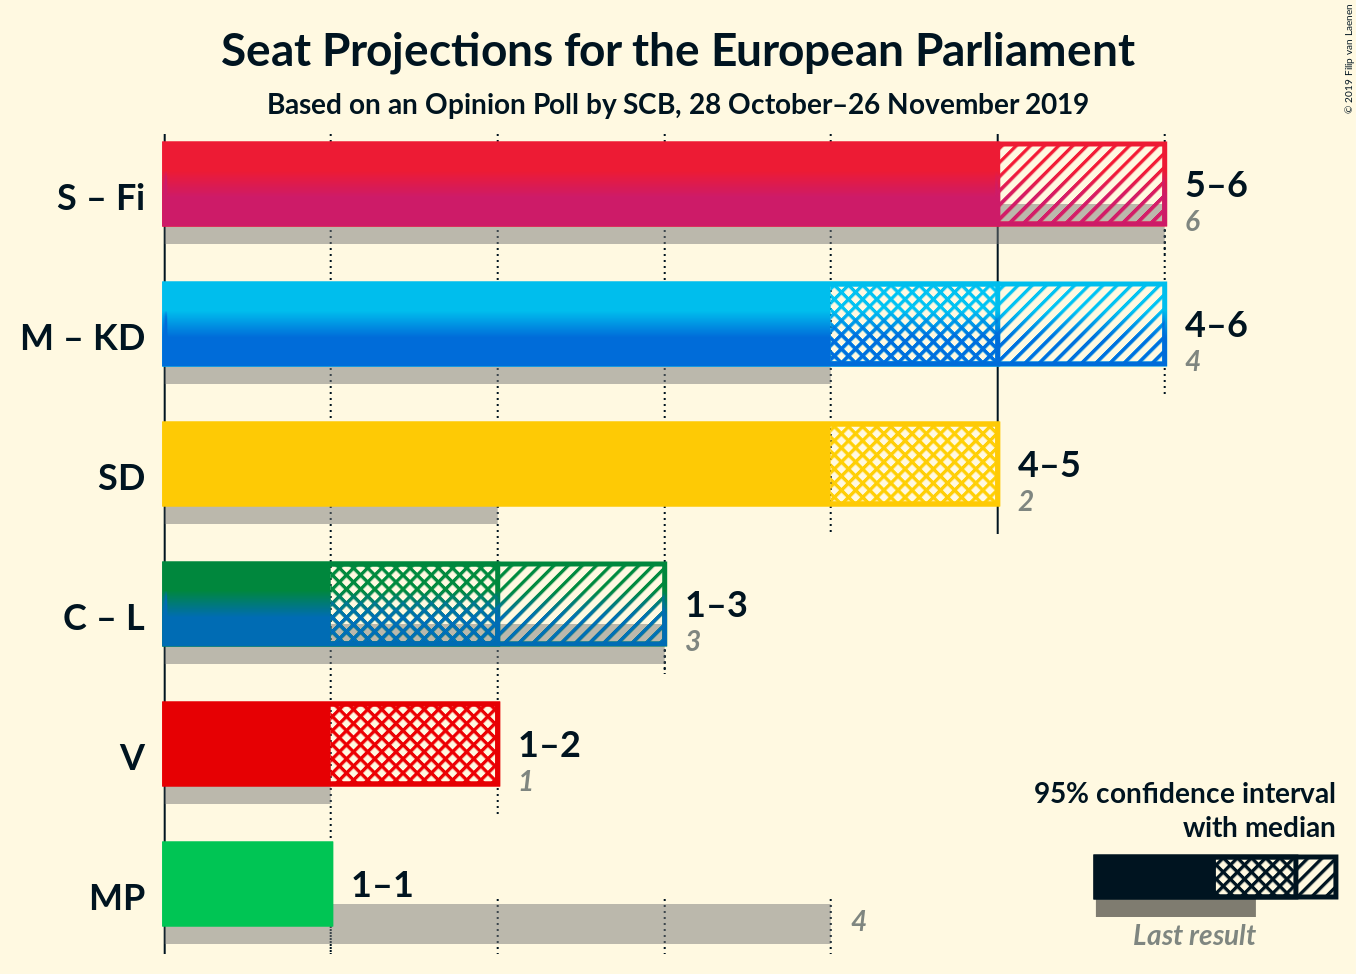 Seat Projections for the European Parliament
Based on an Opinion Poll by SCB, 28 October–26 November 2019
© 2019 Filip van Laenen
S – Fi
5–6
6
M – KD
4–6
4
SD
4–5
2
C – L
1–3
3
V
1–2
1
MP
1–1
4
95% confidence interval
with median
Last result